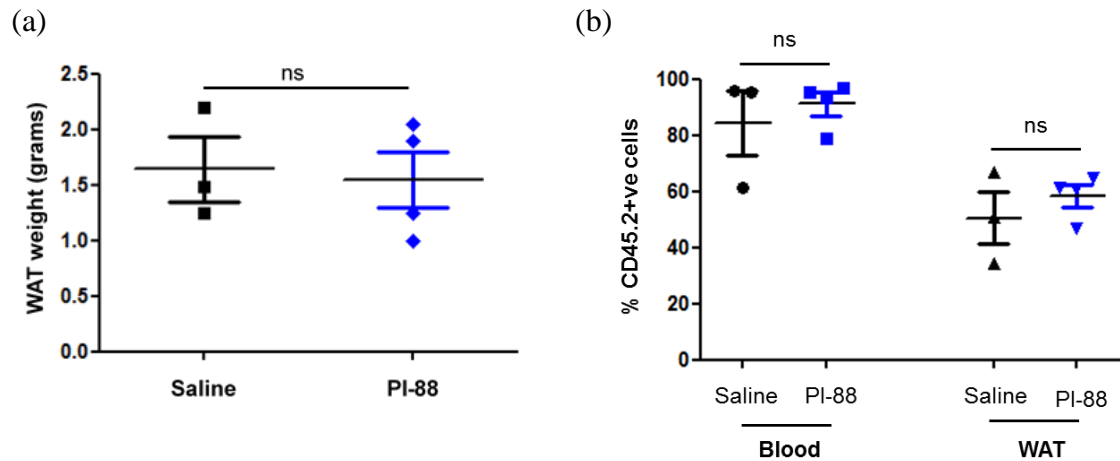 (a)
ns
WAT weight (grams)
2.5
2.0
1.5
1.0
0.5
0.0
Saline
PI-88
(b)
ns
ns
% CD45.2+ve cells
100
80
60
40
20
0
Saline
PI-88
Saline
PI-88
Blood
WAT